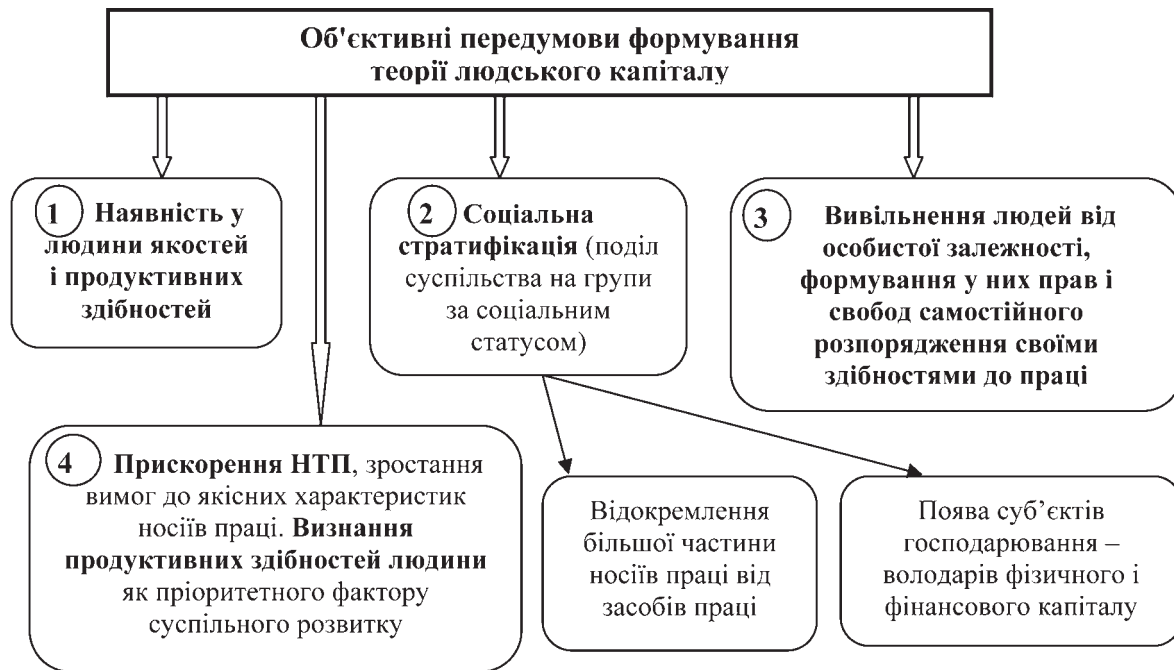 Об'єктивні передумови формування
теорії людського капіталу
1 Наявність у
людини якостей
і продуктивних
здібностей
2 Соціальна
стратифікація (поділ
суспільства на групи
за соціальним
статусом)
3 Вивільнення людей від
особистої залежності,
формування у них прав і
свобод самостійного
розпорядження своїми
здібностями до праці
4 Прискорення НТП, зростання
вимог до якісних характеристик
носіїв праці. Визнання
продуктивних здібностей людини
як пріоритетного фактору
суспільного розвитку
Відокремлення
більшої частини
носіїв праці від
засобів праці
Поява суб’єктів
господарювання –
володарів фізичного і
фінансового капіталу